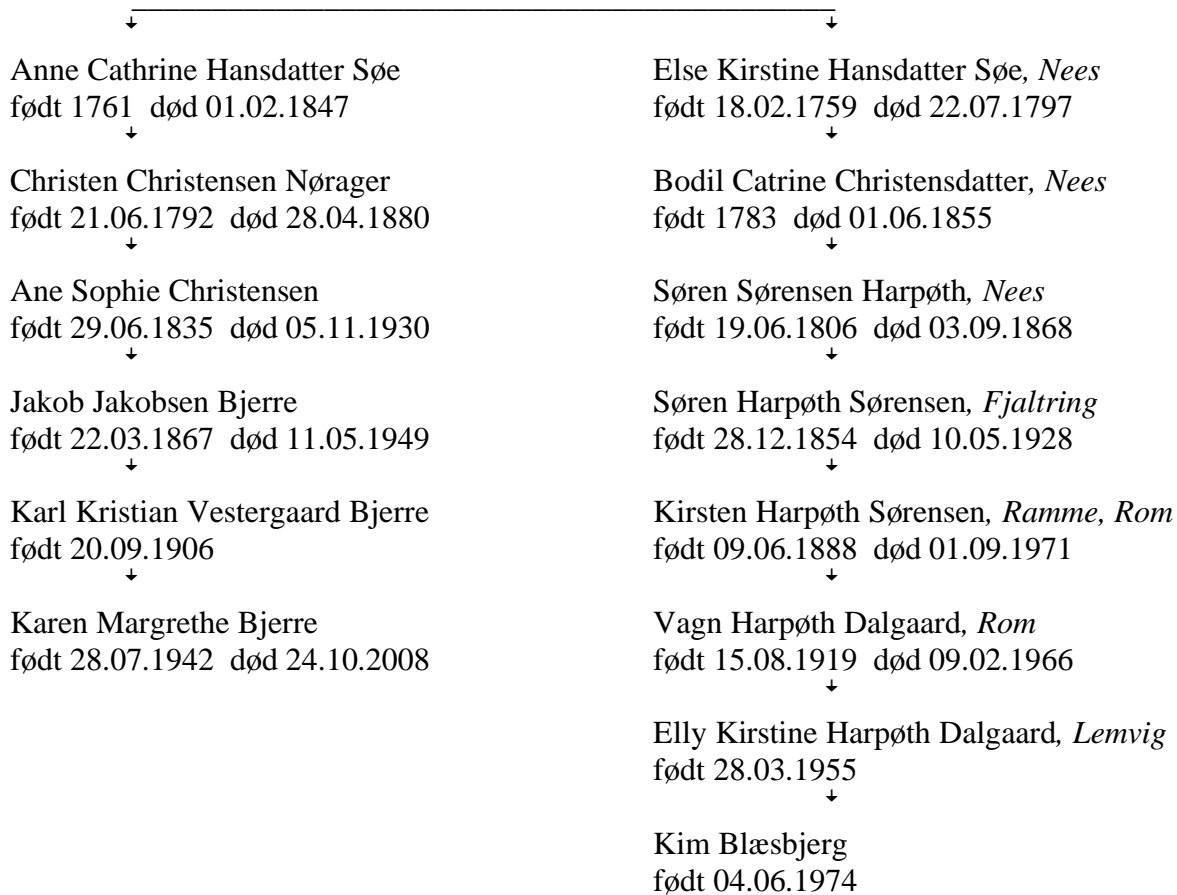 Anne Cathrine Hansdatter Søe
født 1761  død 01.02.1847
Christen Christensen Nørager
født 21.06.1792  død 28.04.1880
Ane Sophie Christensen
født 29.06.1835  død 05.11.1930
Jakob Jakobsen Bjerre
født 22.03.1867  død 11.05.1949
Karl Kristian Vestergaard Bjerre
født 20.09.1906
Karen Margrethe Bjerre
født 28.07.1942  død 24.10.2008
Else Kirstine Hansdatter Søe, Nees
født 18.02.1759  død 22.07.1797
Bodil Catrine Christensdatter, Nees
født 1783  død 01.06.1855
Søren Sørensen Harpøth, Nees
født 19.06.1806  død 03.09.1868
Søren Harpøth Sørensen, Fjaltring
født 28.12.1854  død 10.05.1928
Kirsten Harpøth Sørensen, Ramme, Rom
født 09.06.1888  død 01.09.1971
Vagn Harpøth Dalgaard, Rom
født 15.08.1919  død 09.02.1966
Elly Kirstine Harpøth Dalgaard, Lemvig
født 28.03.1955
Kim Blæsbjerg
født 04.06.1974